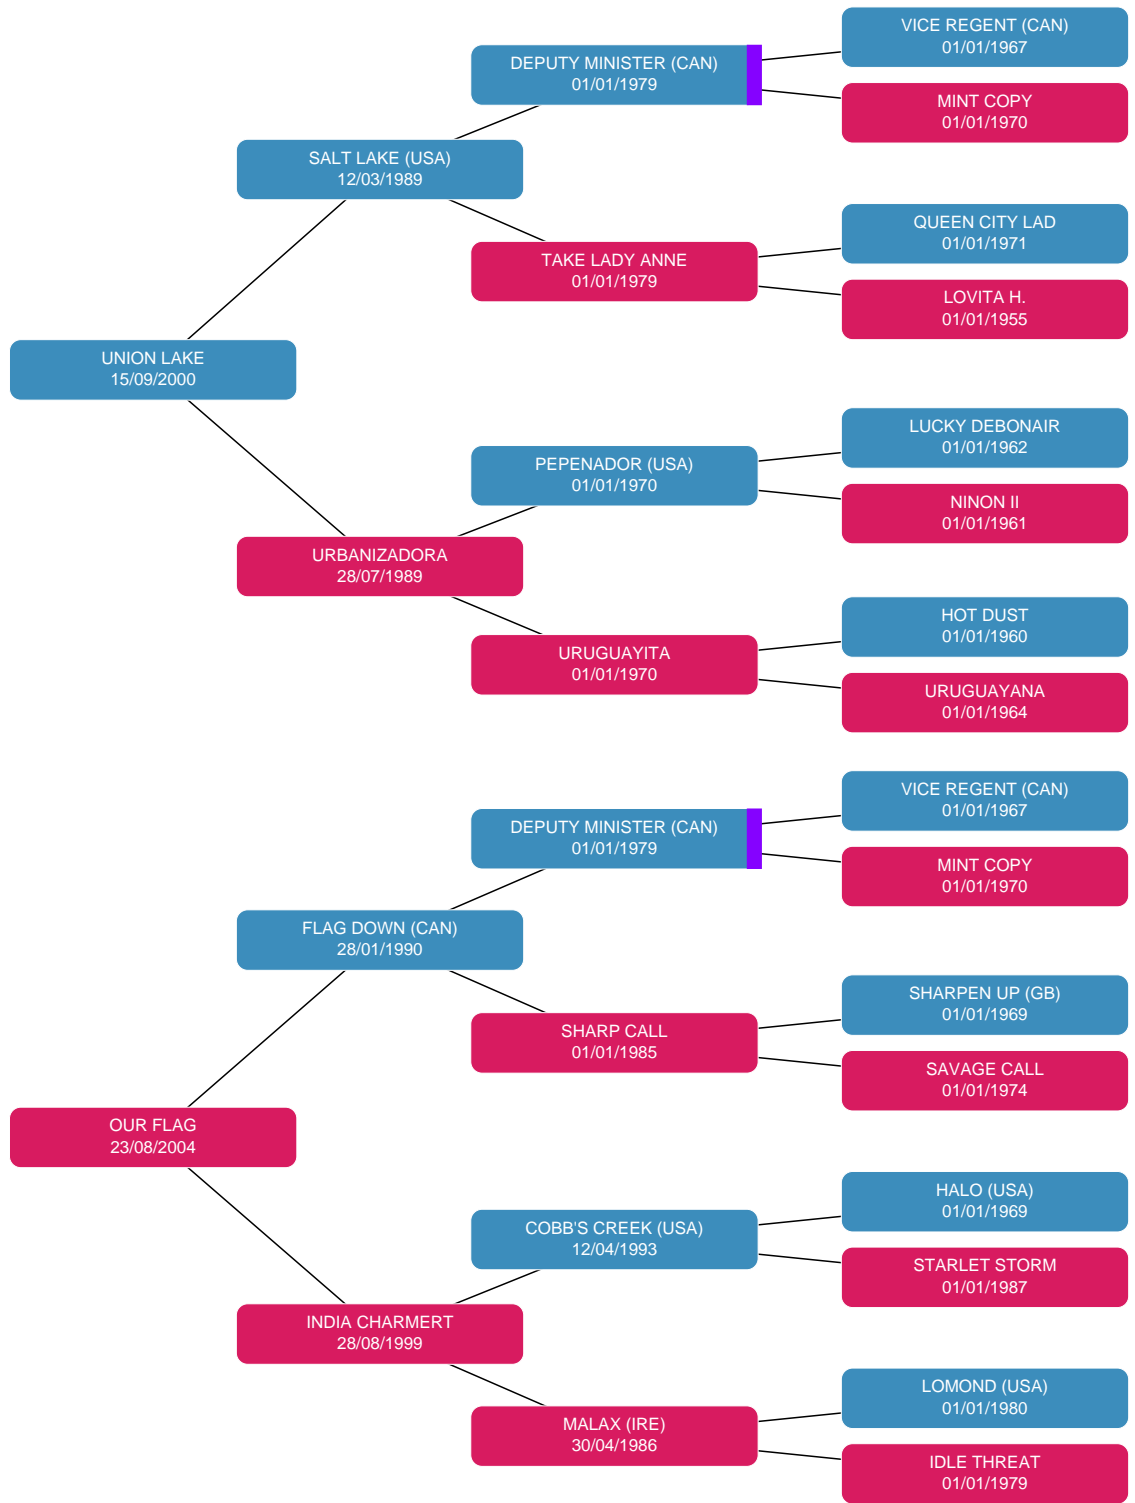 VICE REGENT (CAN)
01/01/1967
DEPUTY MINISTER (CAN)
01/01/1979
MINT COPY
01/01/1970
SALT LAKE (USA)
12/03/1989
QUEEN CITY LAD
01/01/1971
TAKE LADY ANNE
01/01/1979
LOVITA H.
01/01/1955
UNION LAKE
15/09/2000
LUCKY DEBONAIR
01/01/1962
PEPENADOR (USA)
01/01/1970
NINON II
01/01/1961
URBANIZADORA
28/07/1989
HOT DUST
01/01/1960
URUGUAYITA
01/01/1970
URUGUAYANA
01/01/1964
VICE REGENT (CAN)
01/01/1967
DEPUTY MINISTER (CAN)
01/01/1979
MINT COPY
01/01/1970
FLAG DOWN (CAN)
28/01/1990
SHARPEN UP (GB)
01/01/1969
SHARP CALL
01/01/1985
SAVAGE CALL
01/01/1974
OUR FLAG
23/08/2004
HALO (USA)
01/01/1969
COBB'S CREEK (USA)
12/04/1993
STARLET STORM
01/01/1987
INDIA CHARMERT
28/08/1999
LOMOND (USA)
01/01/1980
MALAX (IRE)
30/04/1986
IDLE THREAT
01/01/1979